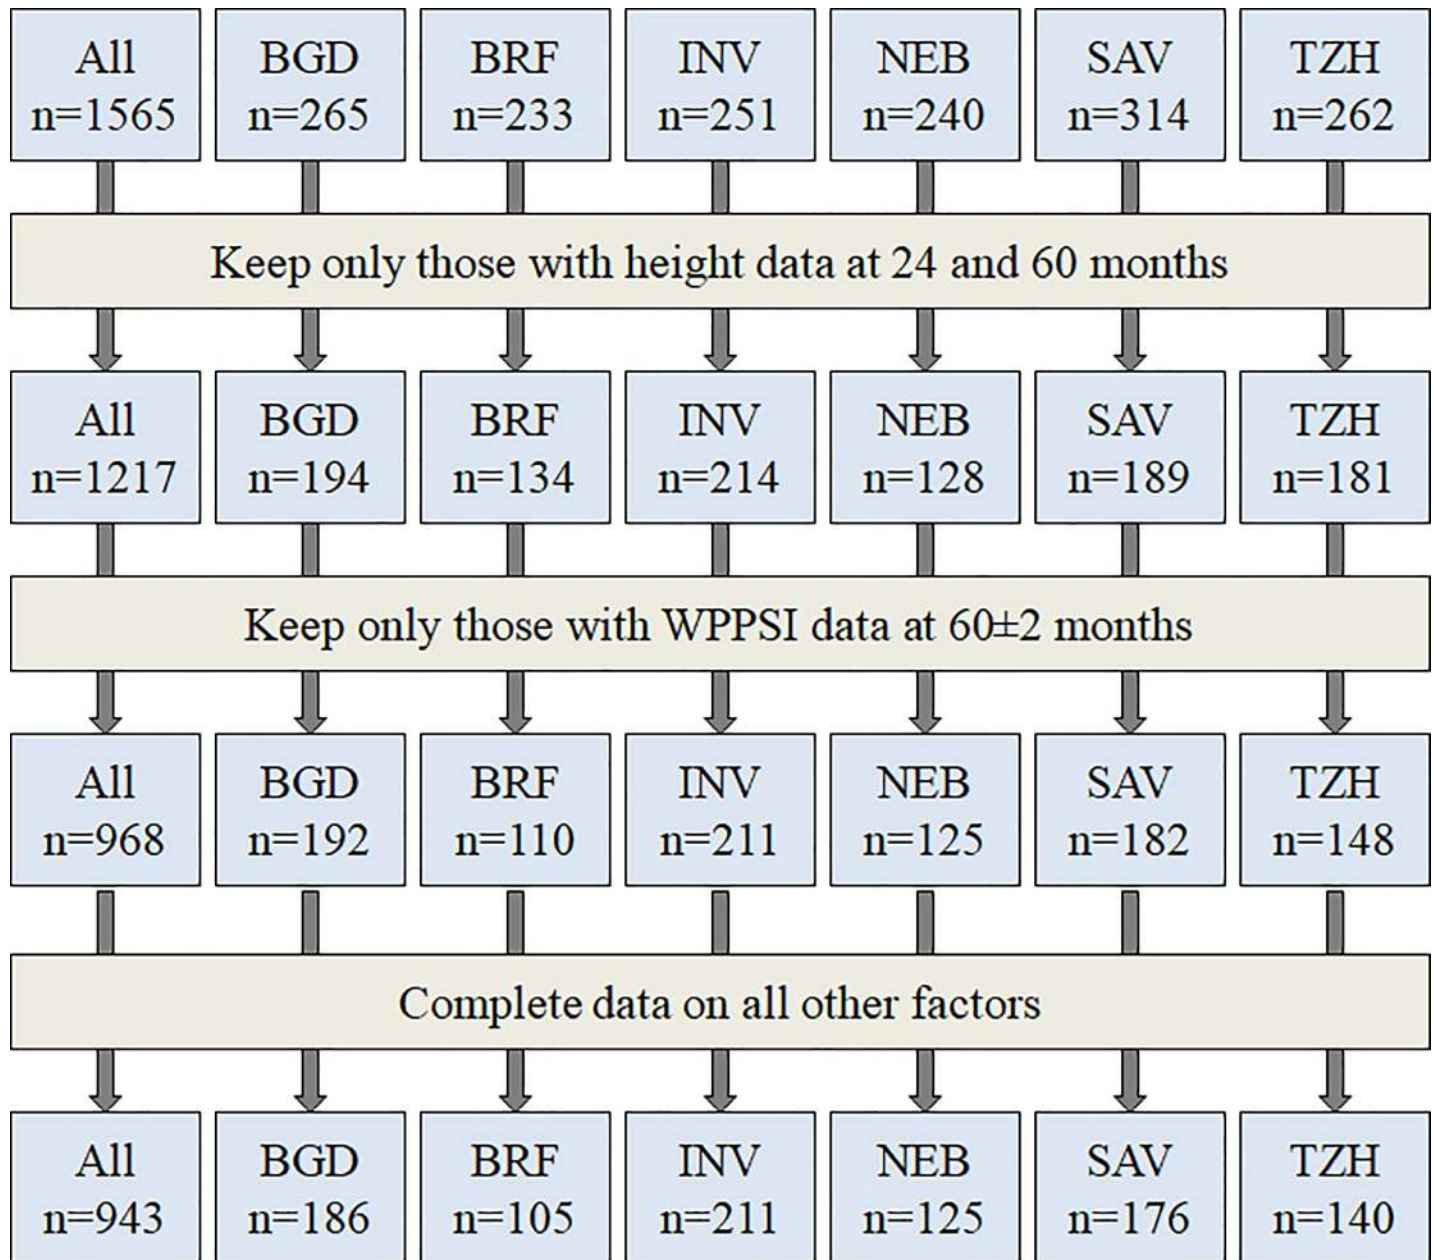 All BGD BRF INV NEB SAV TZH
n=1565 n=265 n=233 n=251 n=240 n=314 n=262
Keep only those with height data at 24 and 60 months
All BGD BRF INV NEB SAV TZH
n=1217 n=194 n=134 n=214 n=128 n=189 n=181
Keep only those with WPPSI data at 60±2 months
All BGD BRF INV NEB SAV TZH
n=968 n=192 n=110 n=211 n=125 n=182 n=148
Complete data on all other factors
All BGD BRF INV NEB SAV TZH
n=943 n=186 n=105 n=211 n=125 n=176 n=140